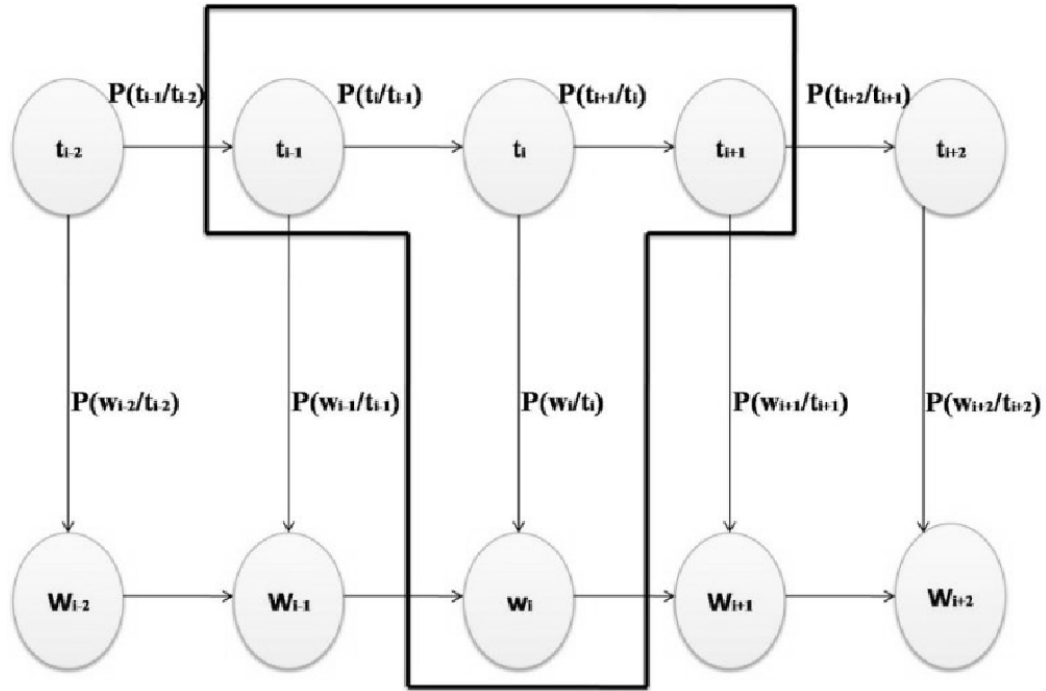 P(tᵢ₋₁/tᵢ₋₂) P(tᵢ/tᵢ₋₁) P(tᵢ₊₁/tᵢ) P(tᵢ₊₂/tᵢ₊₁)
tᵢ₋₂ tᵢ₋₁ tᵢ tᵢ₊₁ tᵢ₊₂
P(wᵢ₋₂/tᵢ₋₂) P(wᵢ₋₁/tᵢ₋₁) P(wᵢ/tᵢ) P(wᵢ₊₁/tᵢ₊₁) P(wᵢ₊₂/tᵢ₊₂)
Wᵢ₋₂ Wᵢ₋₁ wᵢ Wᵢ₊₁ Wᵢ₊₂